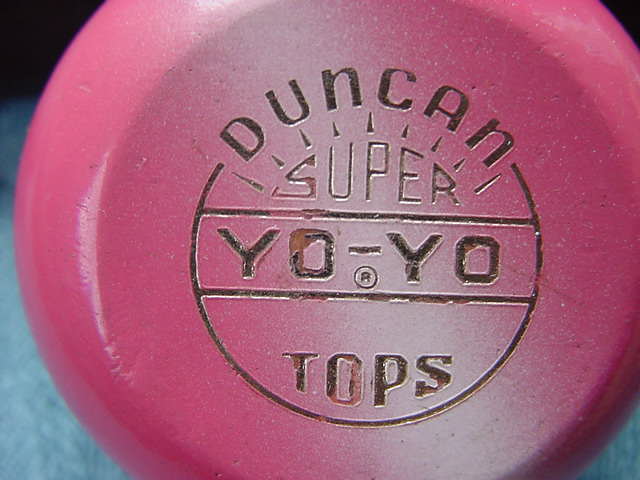 DUNCAN
SUPER
YO-YO
®
TOPS